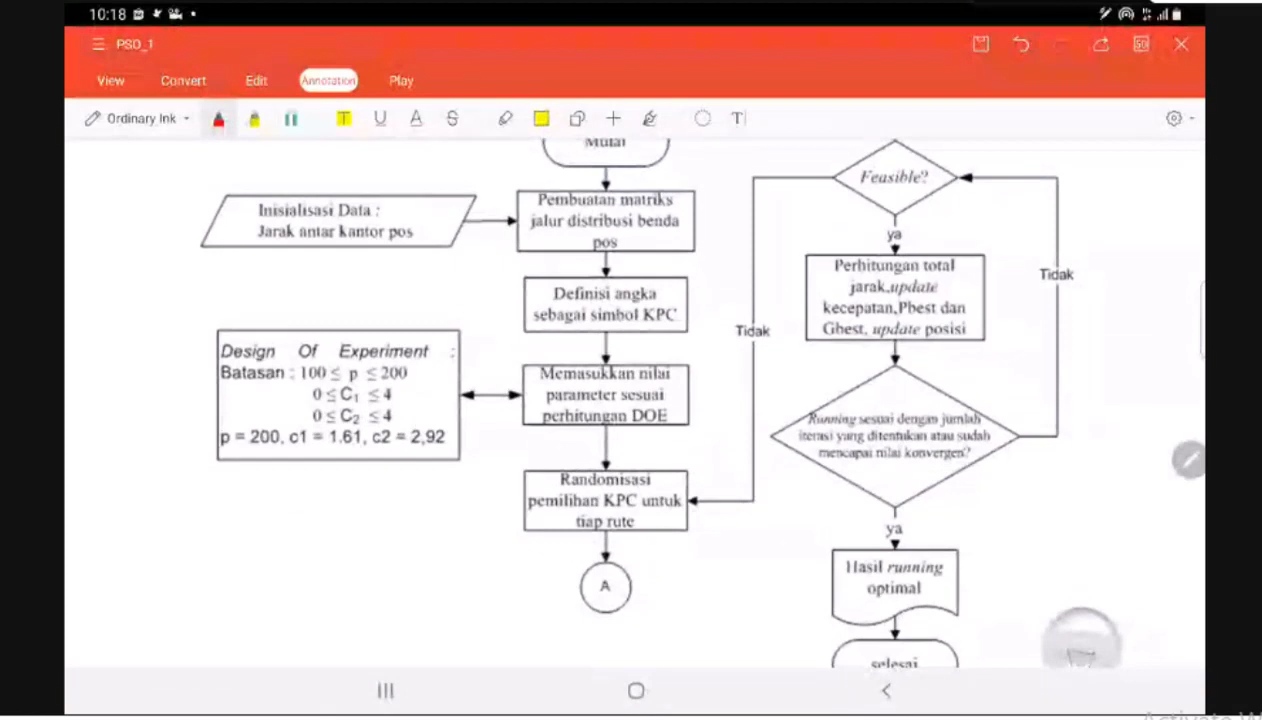 10:18
PSO_1
View Convert Edit Annotation Play
Ordinary Ink
Mulai
Inisialisasi Data :
Jarak antar kantor pos
Pembuatan matriks
jalur distribusi benda
pos
Definisi angka
sebagai simbol KPC
Design Of Experiment :
Batasan : 100 ≤ p ≤ 200
0 ≤ C₁ ≤ 4
0 ≤ C₂ ≤ 4
p = 200, c1 = 1.61, c2 = 2,92
Memasukkan nilai
parameter sesuai
perhitungan DOE
Randomisasi
pemilihan KPC untuk
tiap rute
A
Tidak
Feasible?
ya
Perhitungan total
jarak,update
kecepatan,Pbest dan
Gbest, update posisi
Tidak
Running sesuai dengan jumlah
iterasi yang ditentukan atau sudah
mencapai nilai konvergen?
ya
Hasil running
optimal
selesai